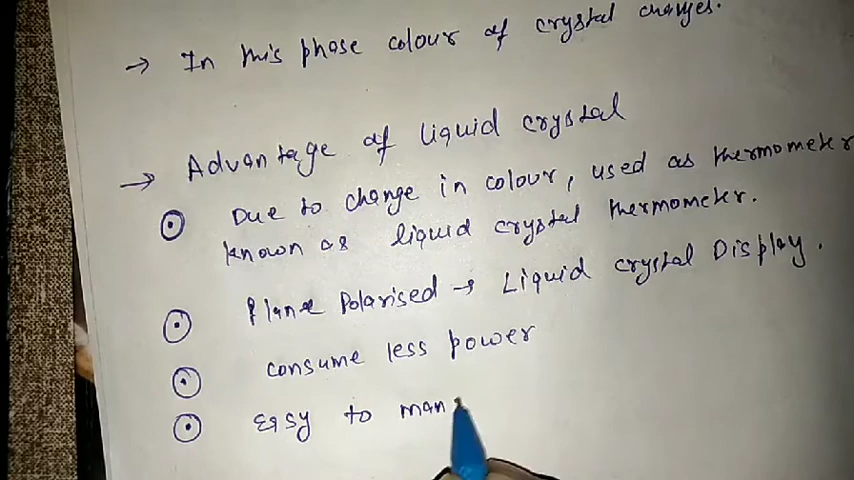 → In this phase colour of crystal changes.
→ Advantage of liquid crystal
Due to change in colour, used as thermometer
known as liquid crystal thermometer.
Plane Polarised → Liquid crystal Display.
consume less power
Easy to man